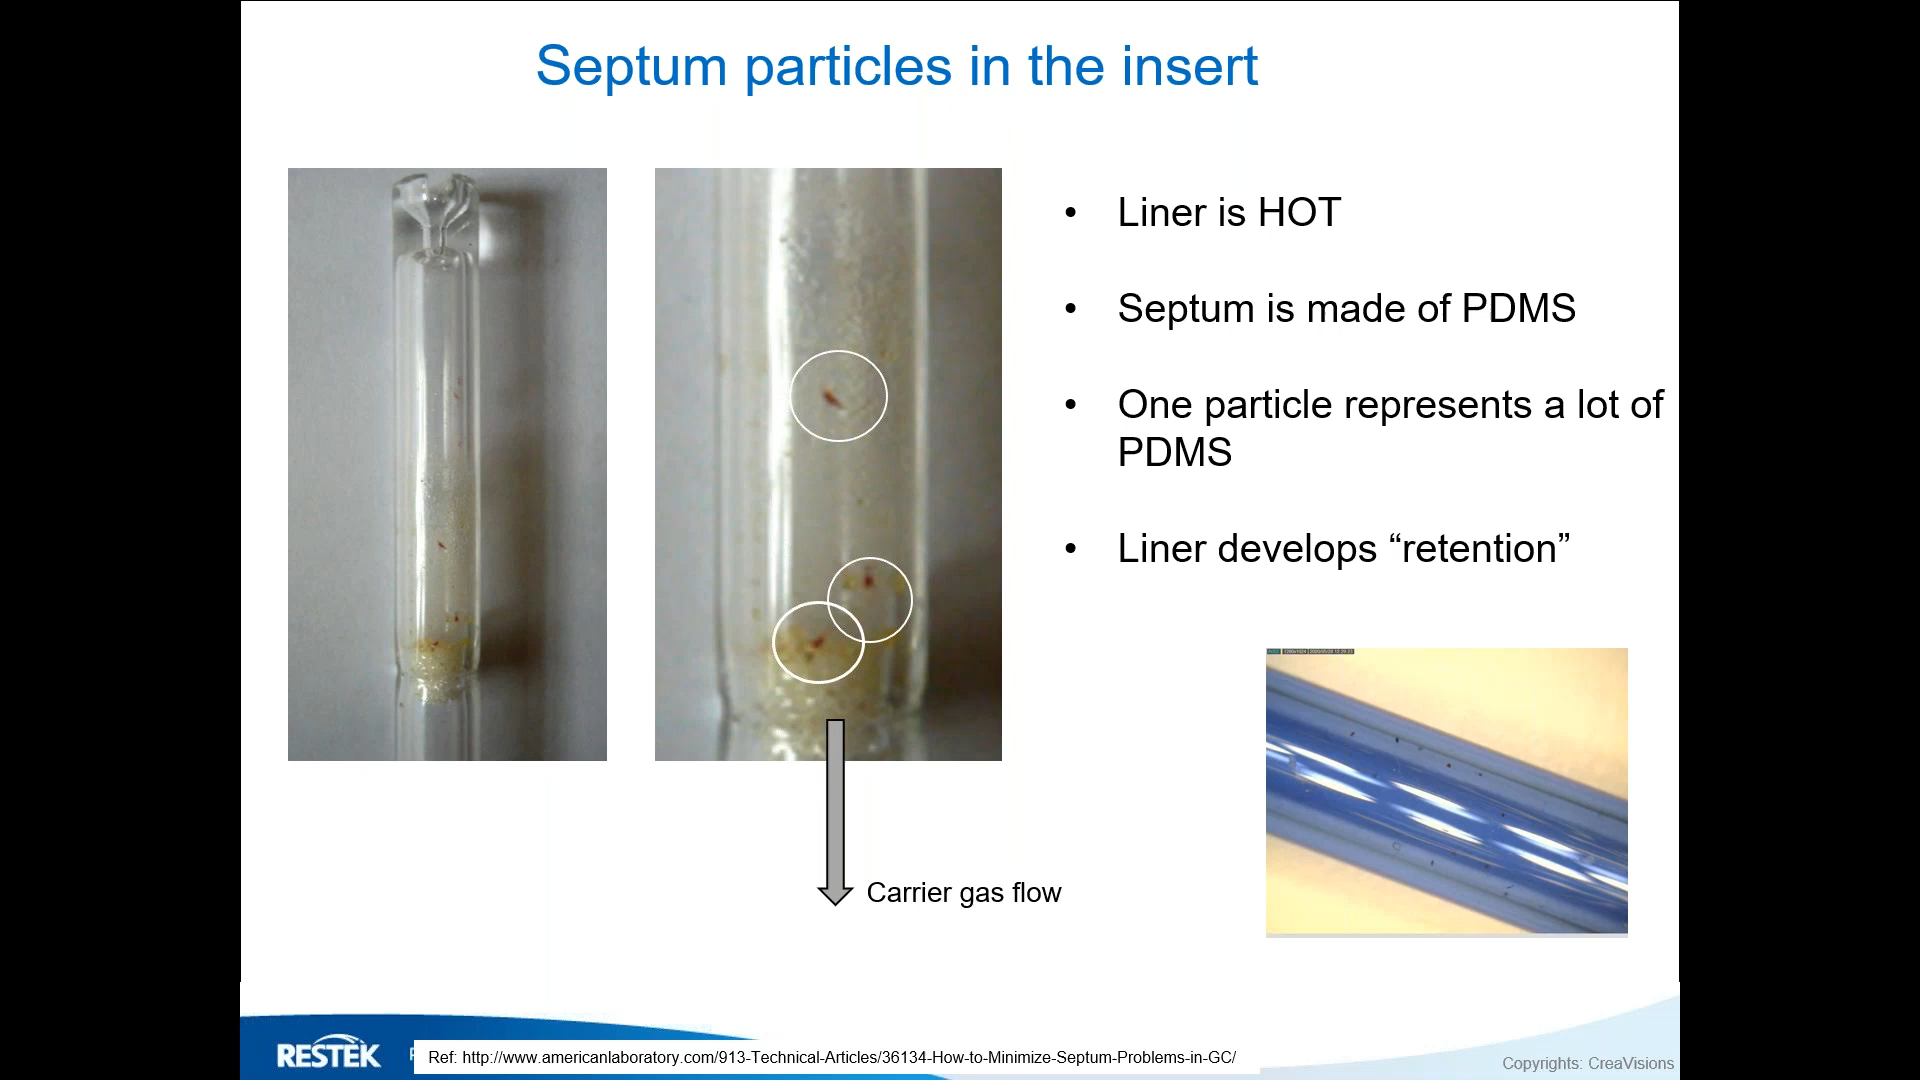 Septum particles in the insert
• Liner is HOT
• Septum is made of PDMS
• One particle represents a lot of
PDMS
• Liner develops “retention”
Carrier gas flow
RESTEK
Ref: http://www.americanlaboratory.com/913-Technical-Articles/36134-How-to-Minimize-Septum-Problems-in-GC/
Copyrights: CreaVisions